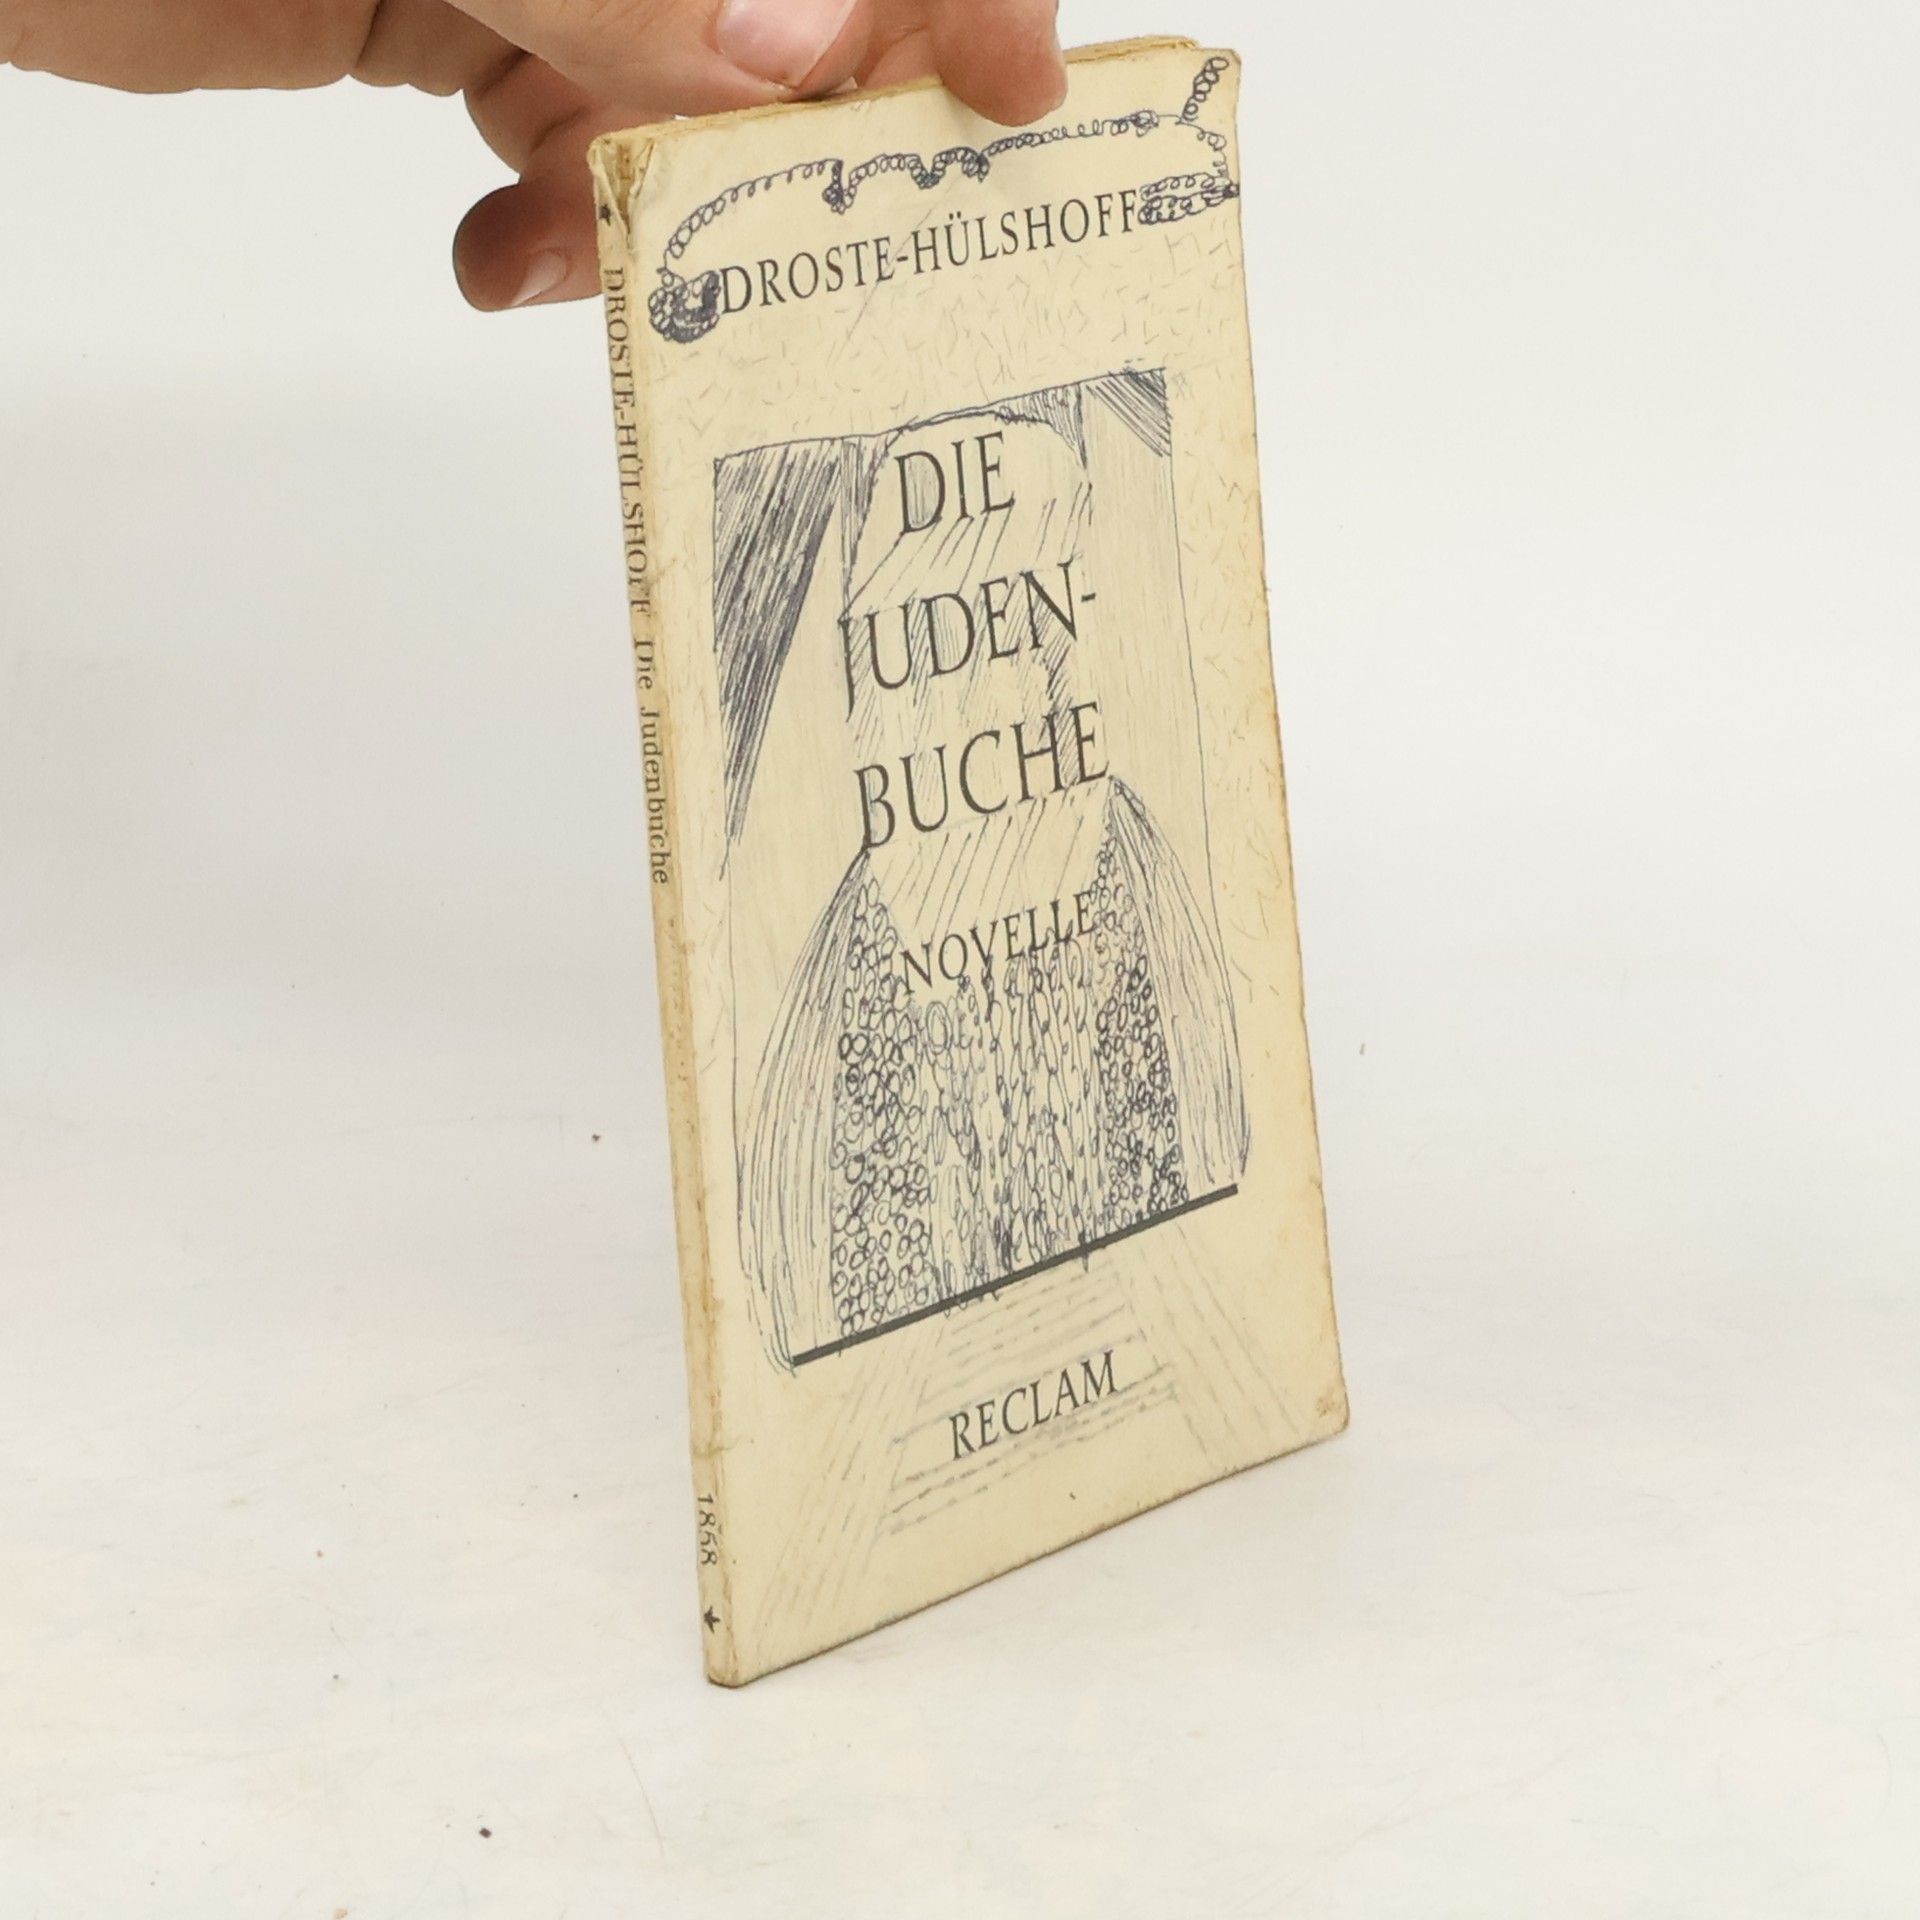 DROSTE-HÜLSHOFF
DIE
JUDEN-
BUCHE
NOVELLE
RECLAM
DROSTE-HÜLSHOFF Die Judenbuche
1858